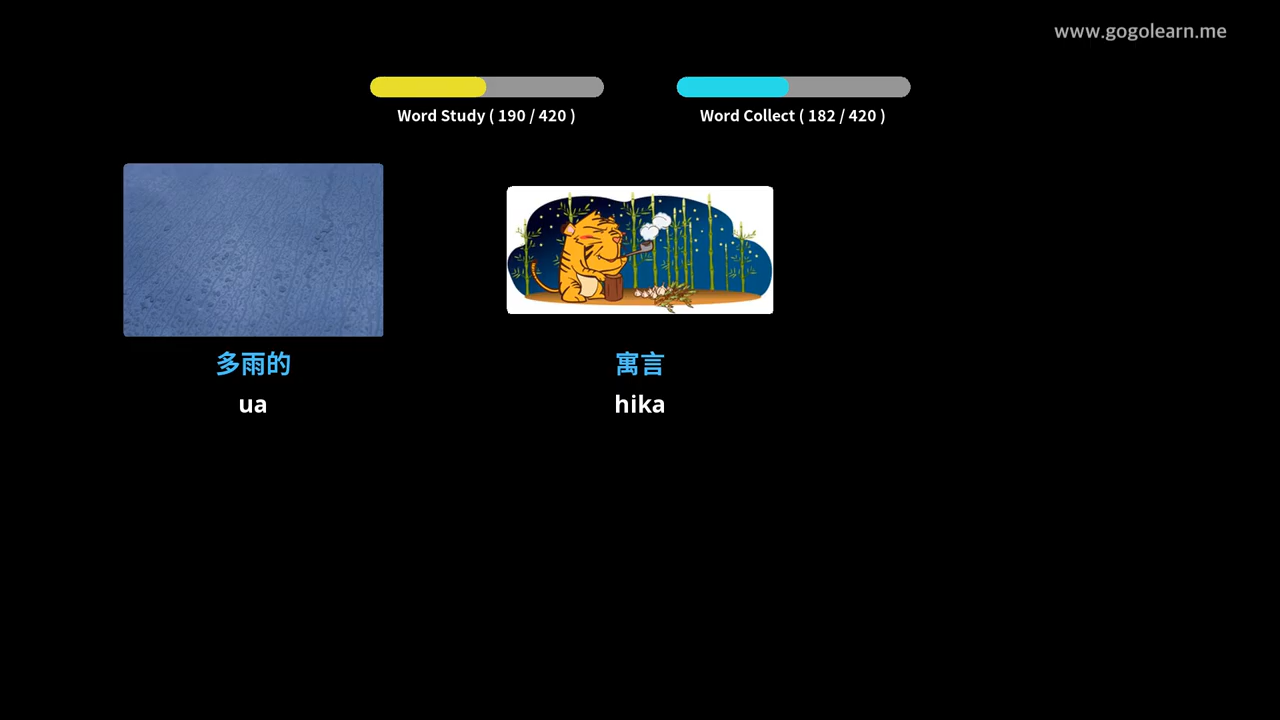 www.gogolearn.me
Word Study ( 190 / 420 )
Word Collect ( 182 / 420 )
多雨的
ua
寓言
hika